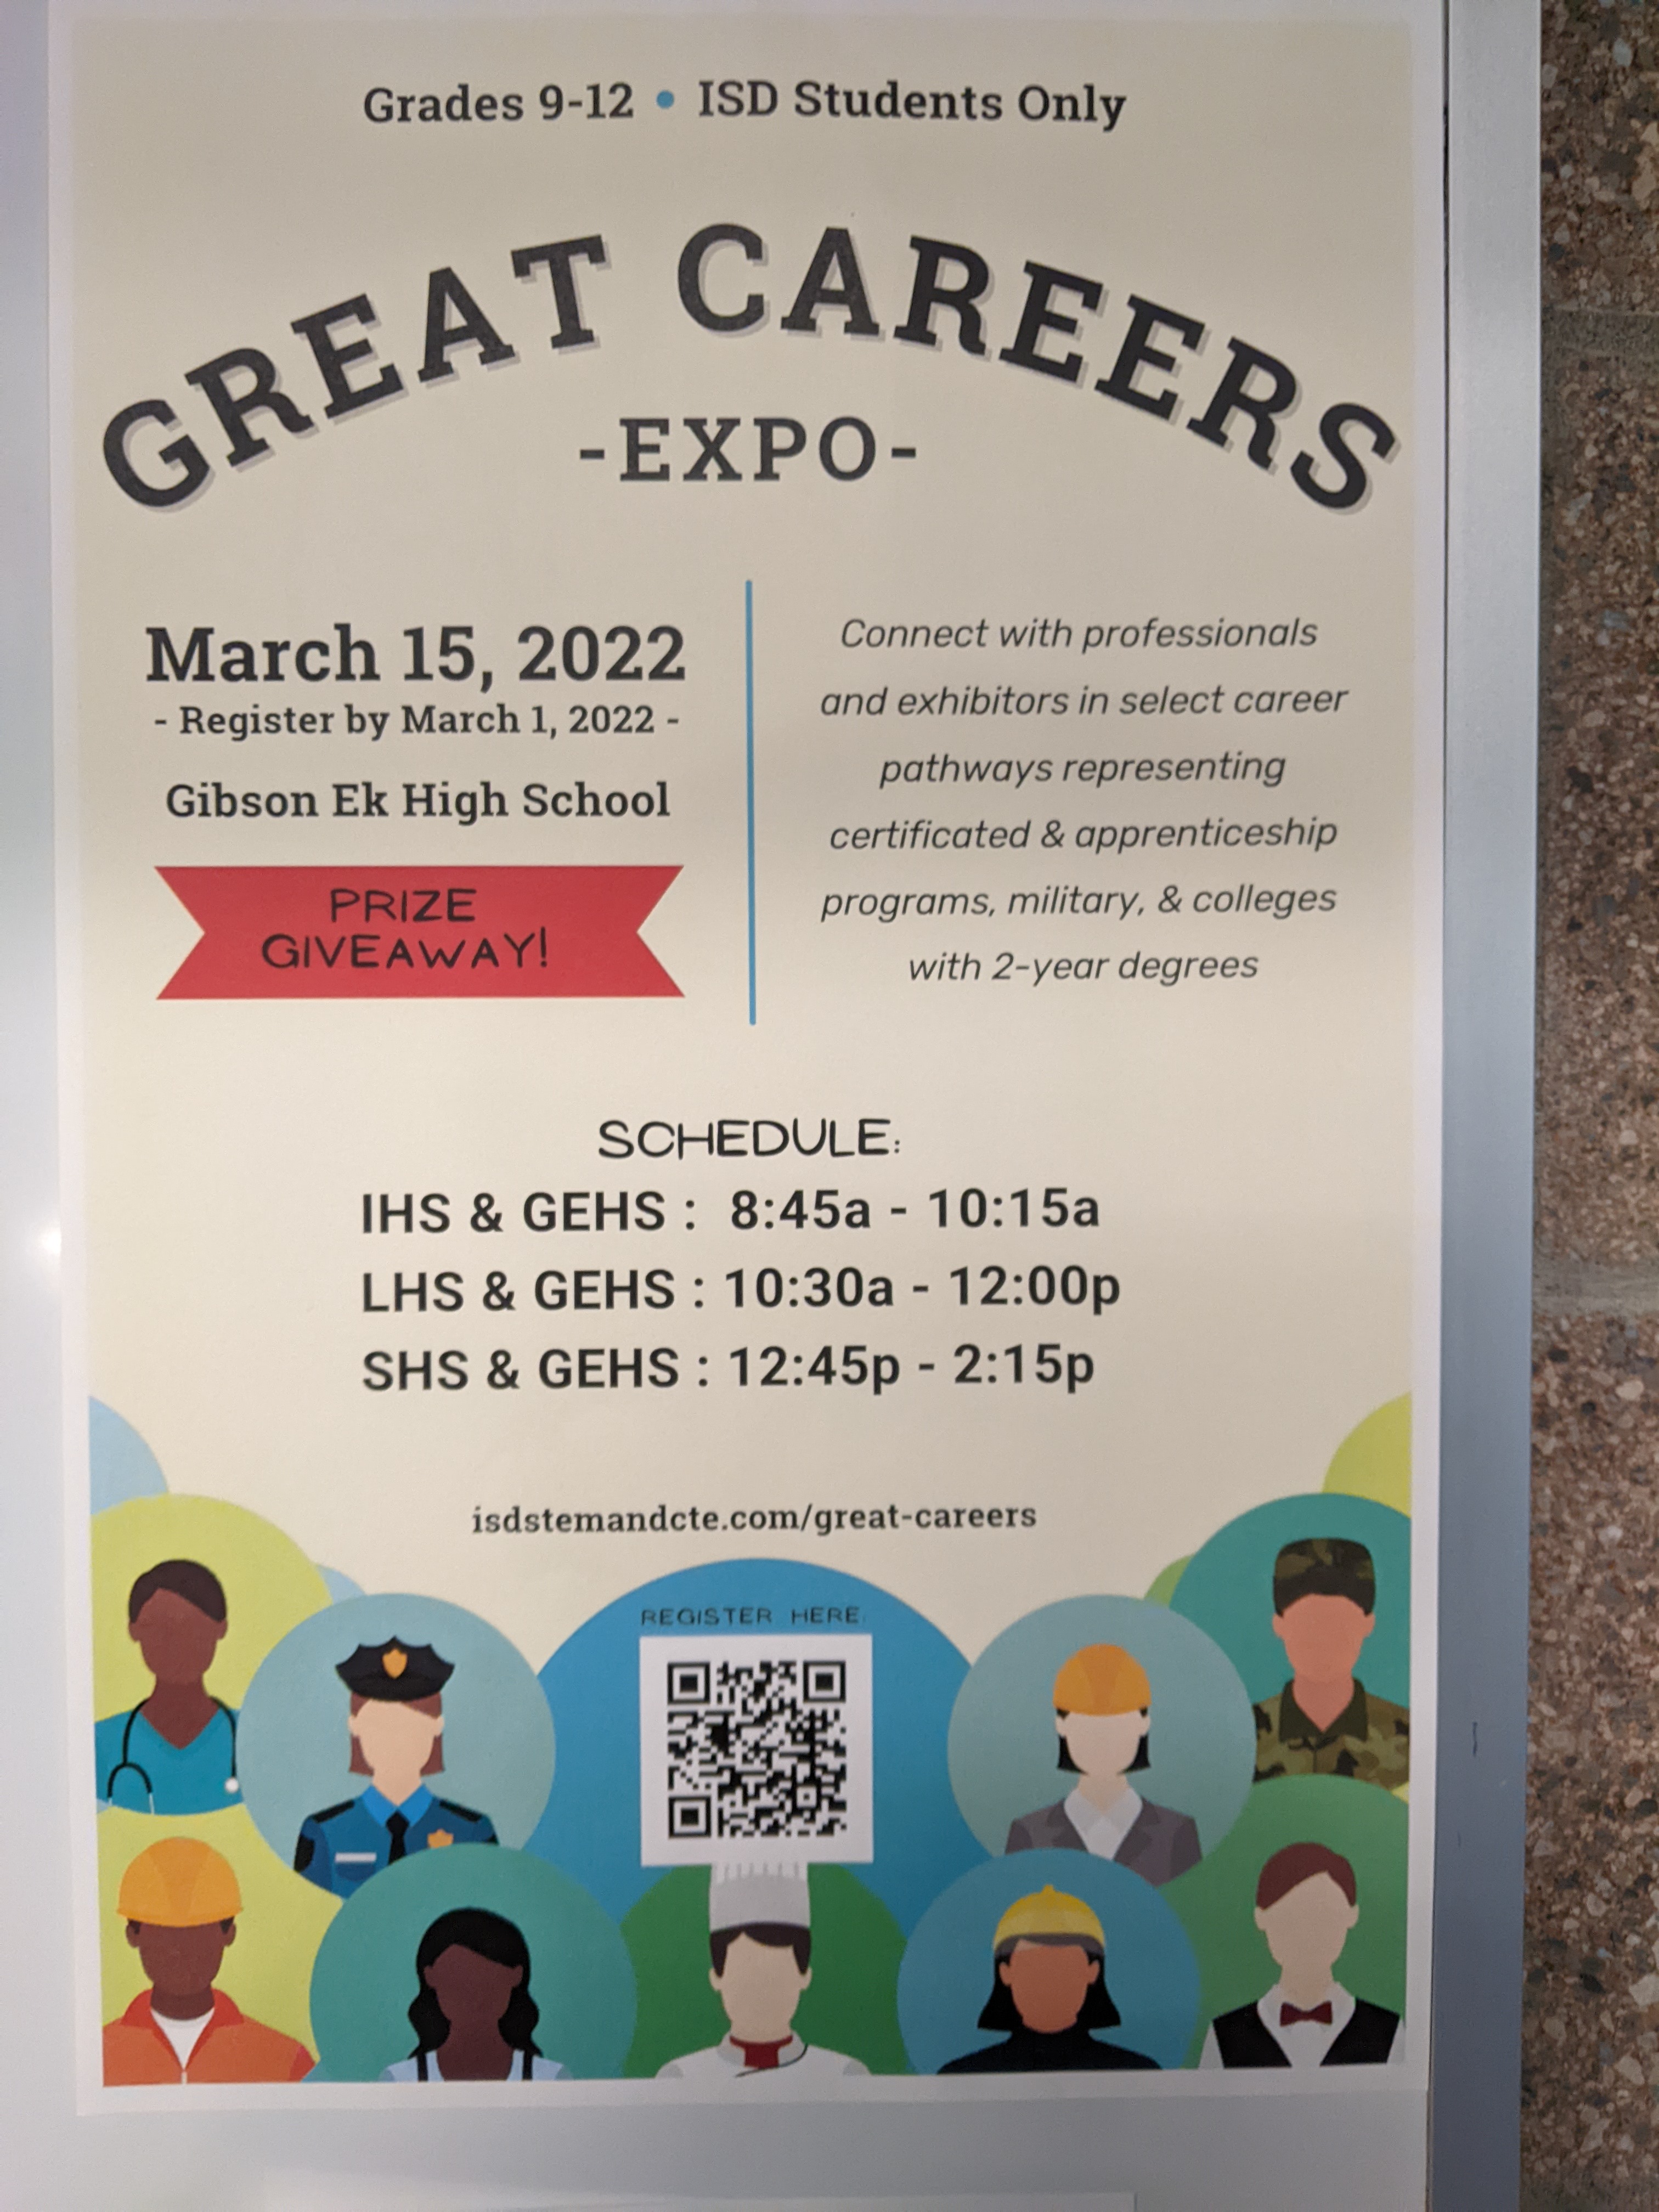 Grades 9-12 • ISD Students Only
GREAT CAREERS
-EXPO-
March 15, 2022
- Register by March 1, 2022 -
Gibson Ek High School
PRIZE
GIVEAWAY!
Connect with professionals
and exhibitors in select career
pathways representing
certificated & apprenticeship
programs, military, & colleges
with 2-year degrees
SCHEDULE:
IHS & GEHS : 8:45a - 10:15a
LHS & GEHS : 10:30a - 12:00p
SHS & GEHS : 12:45p - 2:15p
isdstemandcte.com/great-careers
REGISTER HERE: